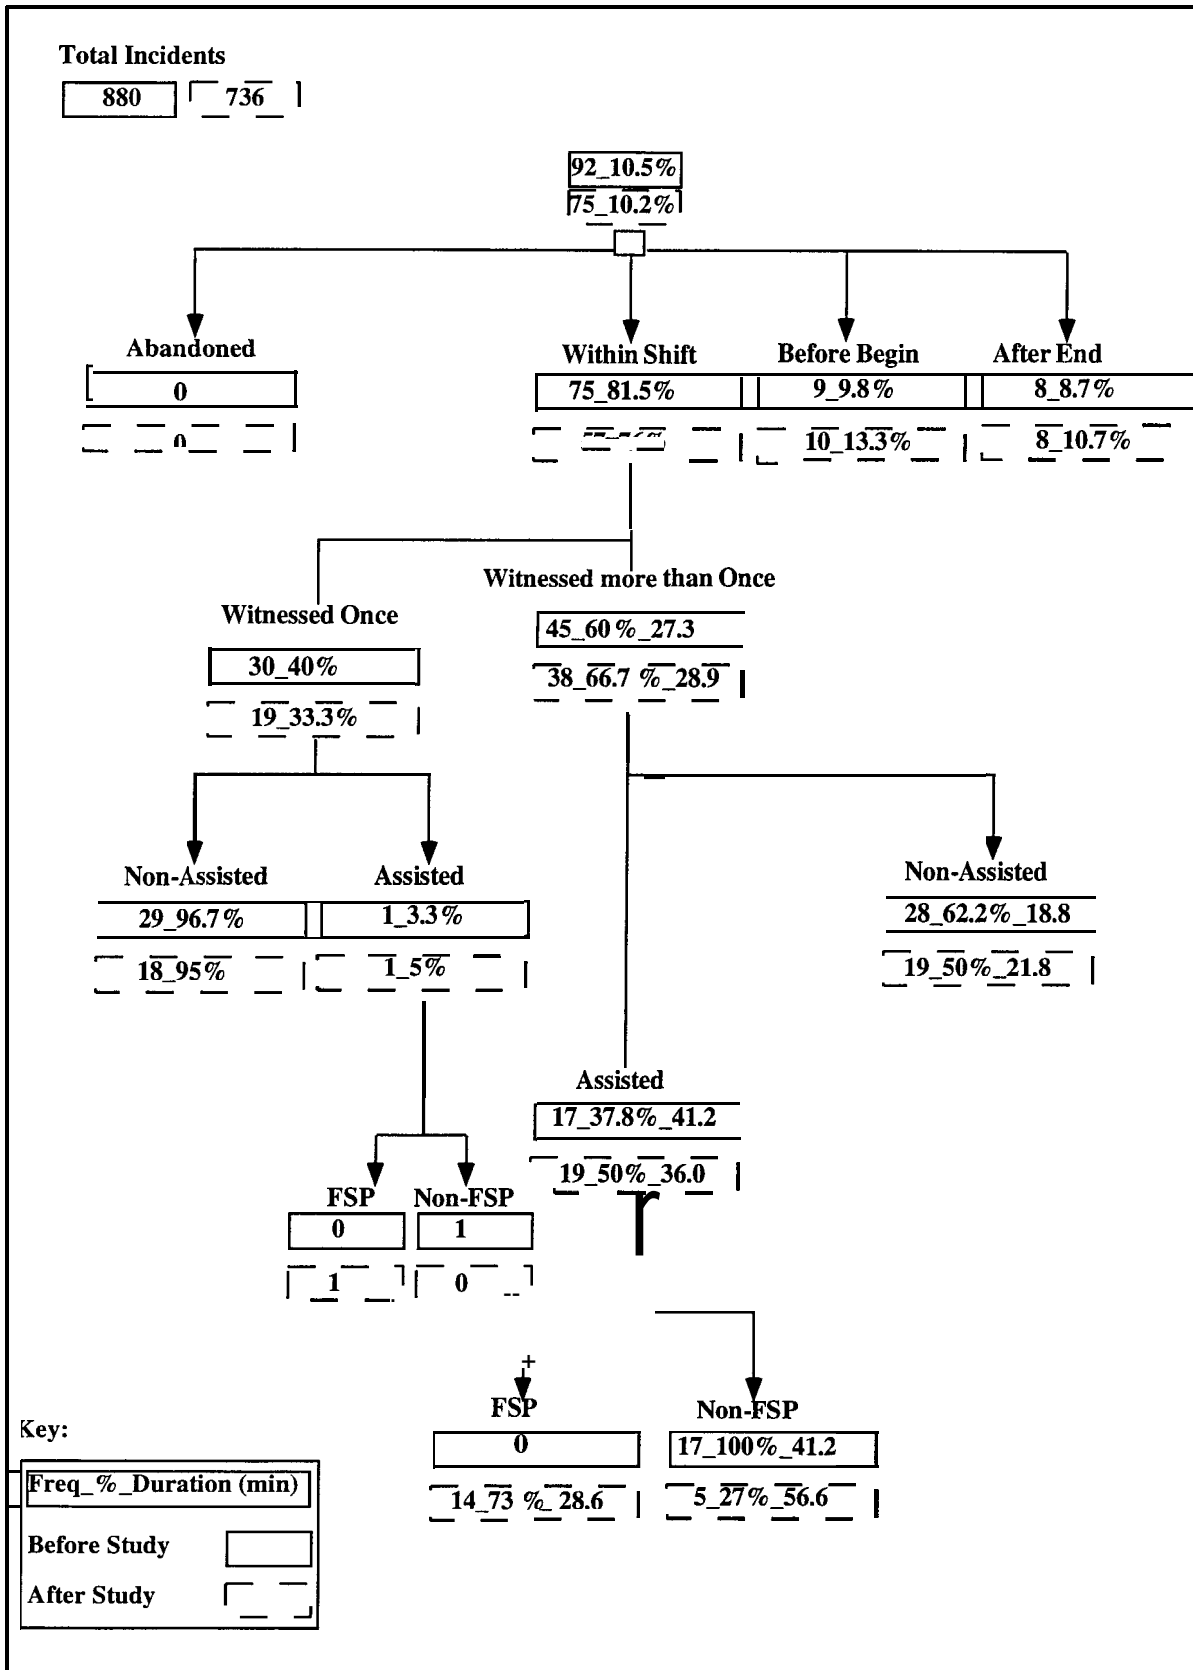 Total Incidents
880 736
92_10.5%
75_10.2%
Abandoned Within Shift Before Begin After End
0 75_81.5% 9_9.8% 8_8.7%
0 10_13.3% 8_10.7%
Witnessed more than Once
Witnessed Once
45_60%_27.3
30_40%
38_66.7 %_28.9
19_33.3%
Non-Assisted Assisted Non-Assisted
29_96.7% 1_3.3% 28_62.2%_18.8
18_95% 1_5% 19_50%_21.8
Assisted
17_37.8%_41.2
19_50%_36.0
FSP Non-FSP
0 1
1 0
FSP Non-FSP
0 17_100%_41.2
14_73 %_28.6 5_27%_56.6
Key:
Freq_%_Duration (min)
Before Study
After Study